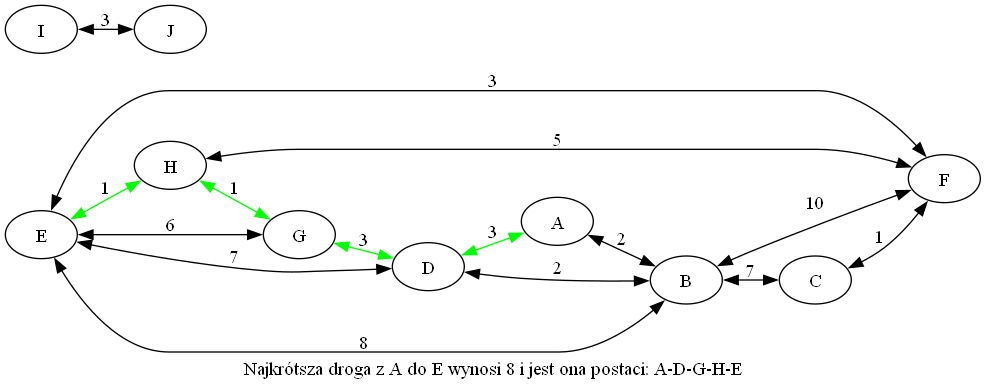 I
3
J
3
5
H
F
1
1
10
A
E
6
G
3
3
2
1
7
D
2
B
7
C
8
Najkrótsza droga z A do E wynosi 8 i jest ona postaci: A-D-G-H-E